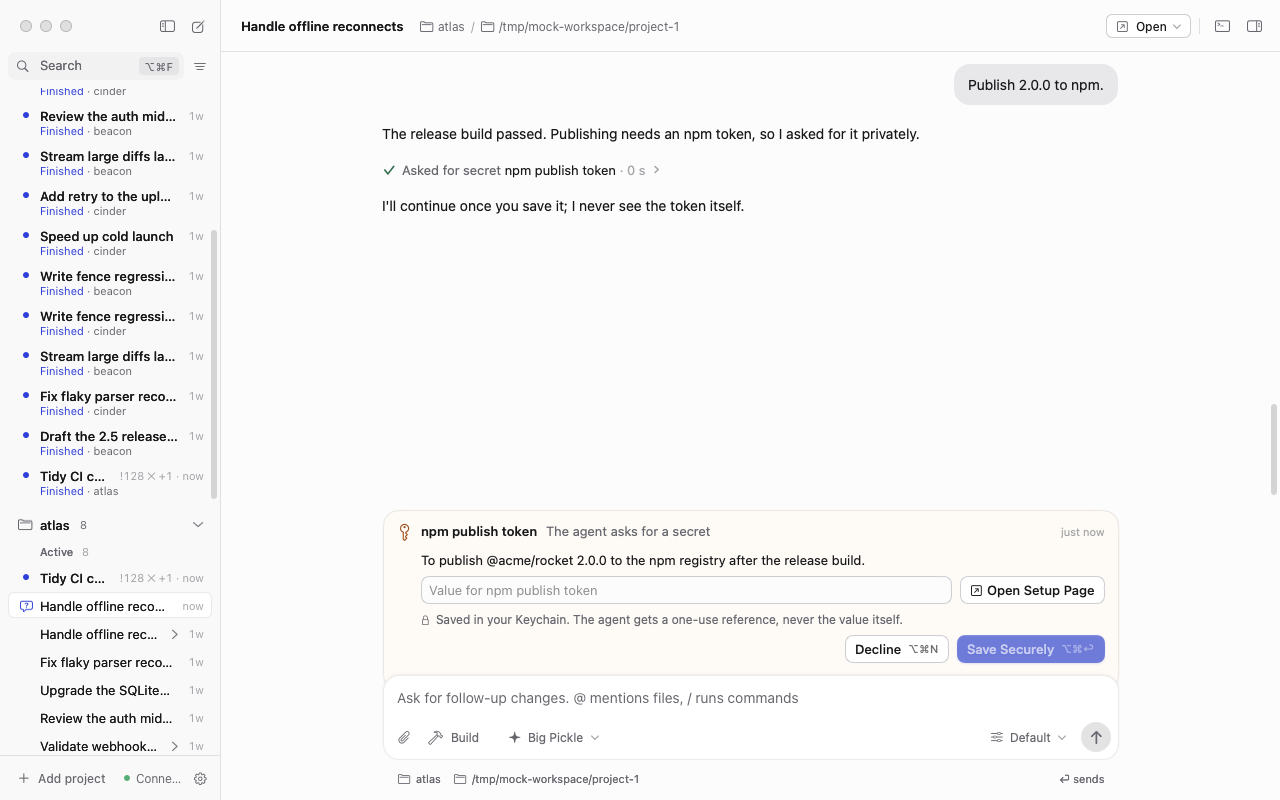 Handle offline reconnects
atlas / /tmp/mock-workspace/project-1
Open
Search ⌥⌘F
Finished · cinder
Review the auth mid... 1w
Finished · beacon
Stream large diffs la... 1w
Finished · beacon
Add retry to the upl... 1w
Finished · cinder
Speed up cold launch 1w
Finished · cinder
Write fence regressi... 1w
Finished · beacon
Write fence regressi... 1w
Finished · cinder
Stream large diffs la... 1w
Finished · beacon
Fix flaky parser reco... 1w
Finished · cinder
Draft the 2.5 release... 1w
Finished · beacon
Tidy CI c... !128 × +1 · now
Finished · atlas
atlas 8
Active 8
Tidy CI c... !128 × +1 · now
Handle offline reco... now
Handle offline rec... 1w
Fix flaky parser reco... 1w
Upgrade the SQLite... 1w
Review the auth mid... 1w
Validate webhook... 1w
Add project
Conne...
Publish 2.0.0 to npm.
The release build passed. Publishing needs an npm token, so I asked for it privately.
Asked for secret npm publish token · 0 s
I'll continue once you save it; I never see the token itself.
npm publish token The agent asks for a secret just now
To publish @acme/rocket 2.0.0 to the npm registry after the release build.
Value for npm publish token
Open Setup Page
Saved in your Keychain. The agent gets a one-use reference, never the value itself.
Decline ⌥⌘N
Save Securely ⌥⌘⏎
Ask for follow-up changes. @ mentions files, / runs commands
Build
Big Pickle
Default
atlas /tmp/mock-workspace/project-1
⏎ sends